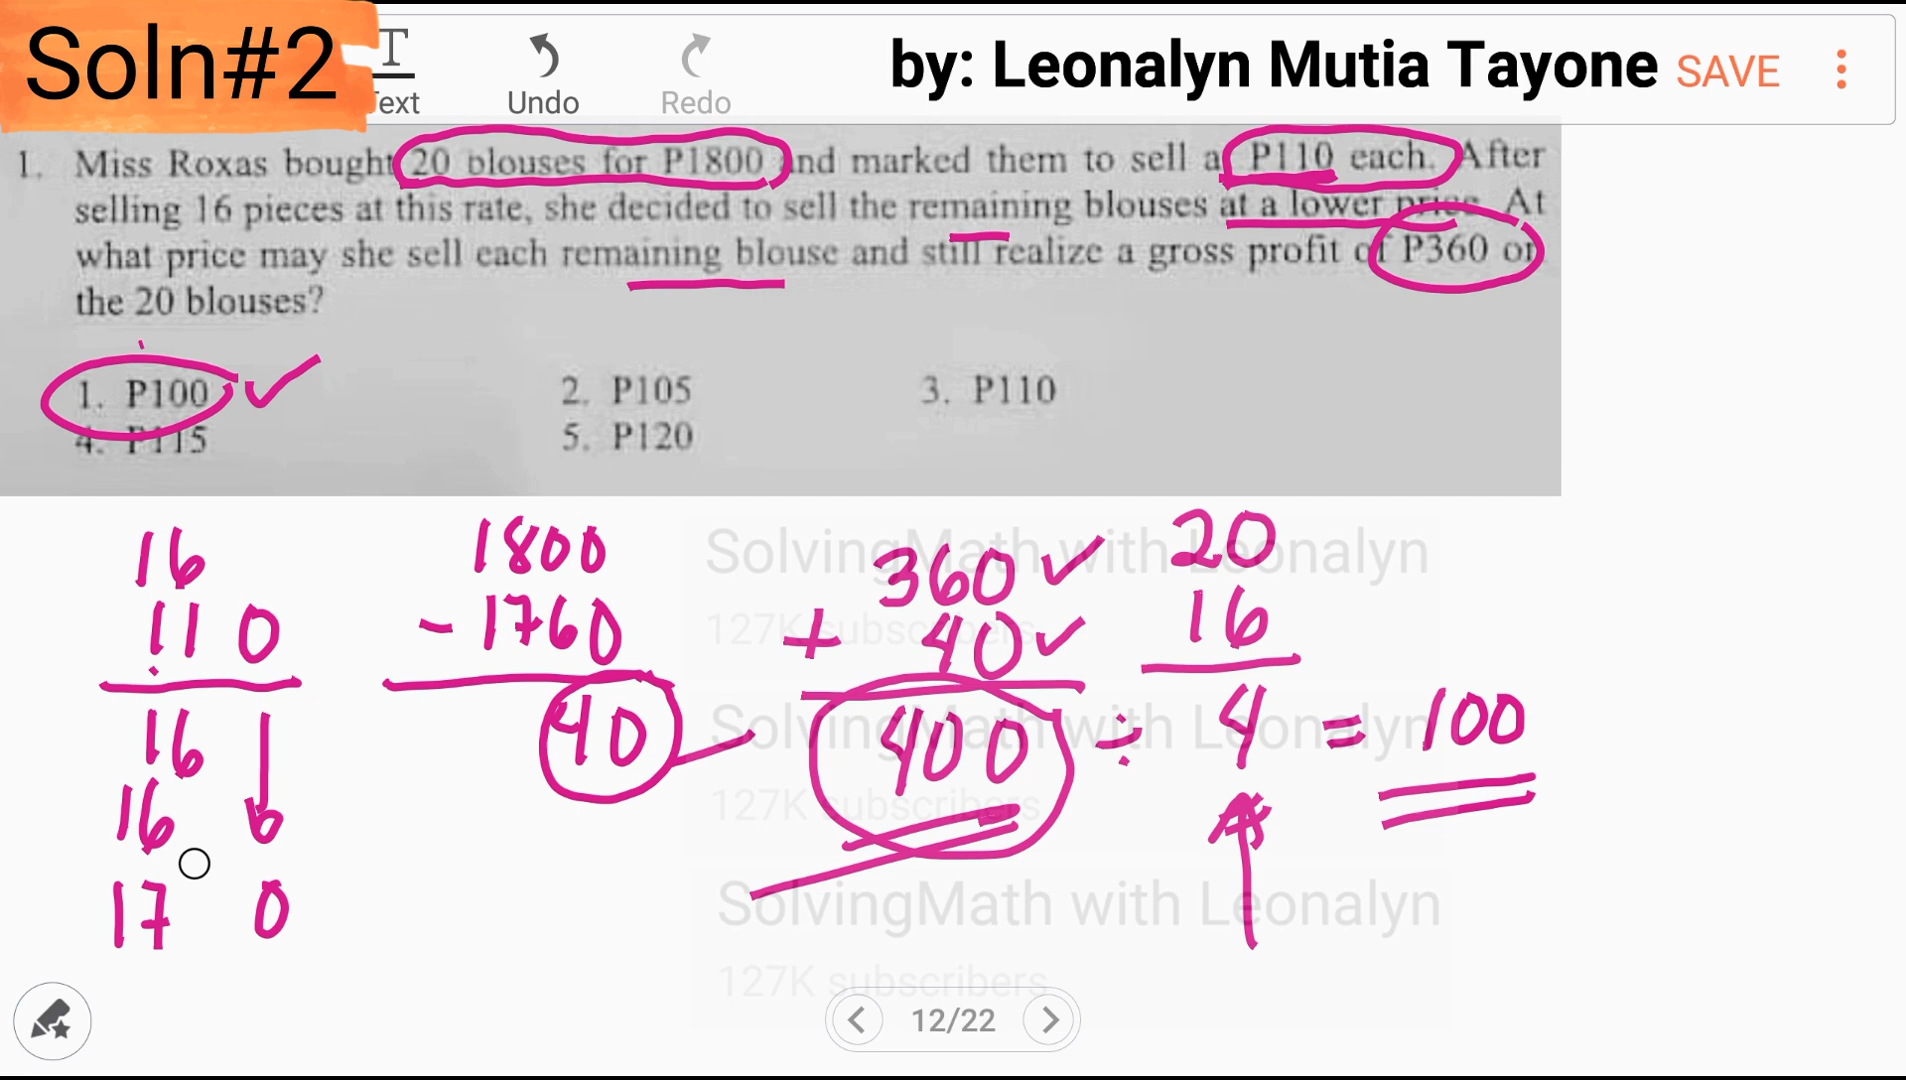 Soln#2
Text
Undo
Redo
by: Leonalyn Mutia Tayone
SAVE
1. Miss Roxas bought 20 blouses for P1800 and marked them to sell a P110 each. After
selling 16 pieces at this rate, she decided to sell the remaining blouses at a lower price. At
what price may she sell each remaining blouse and still realize a gross profit of P360 on
the 20 blouses?
1. P100
2. P105
3. P110
4. P115
5. P120
16
110
16
16 6
17 0
1800
- 1760
40
360
+ 40
400 ÷ 4 = 100
20
16
SolvingMath with Leonalyn
127K subscribers
SolvingMath with Leonalyn
127K subscribers
SolvingMath with Leonalyn
127K subscribers
12/22